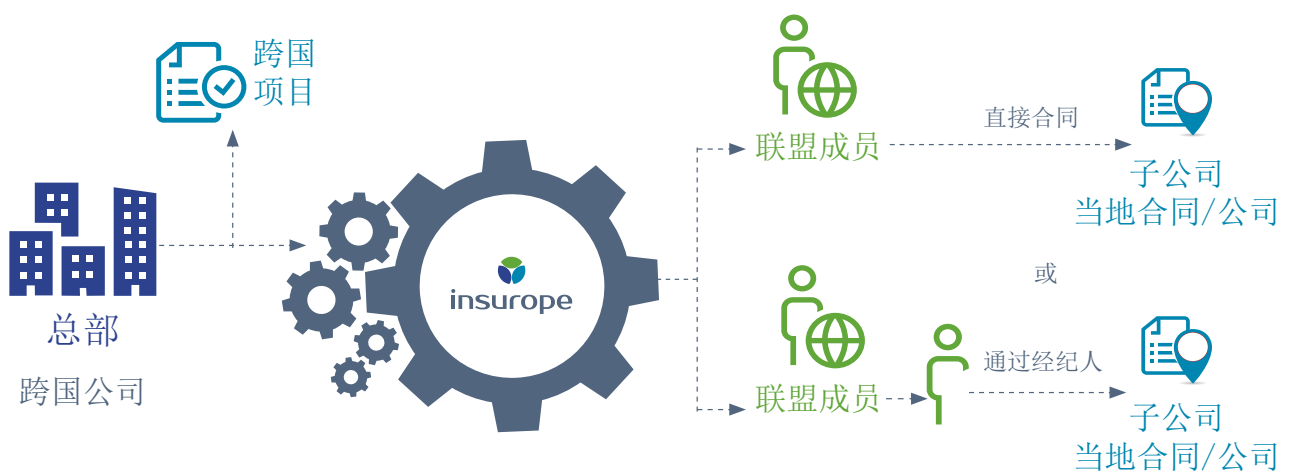 跨国
项目
总部
跨国公司
insurope
联盟成员
直接合同
子公司
当地合同/公司
或
联盟成员
通过经纪人
子公司
当地合同/公司